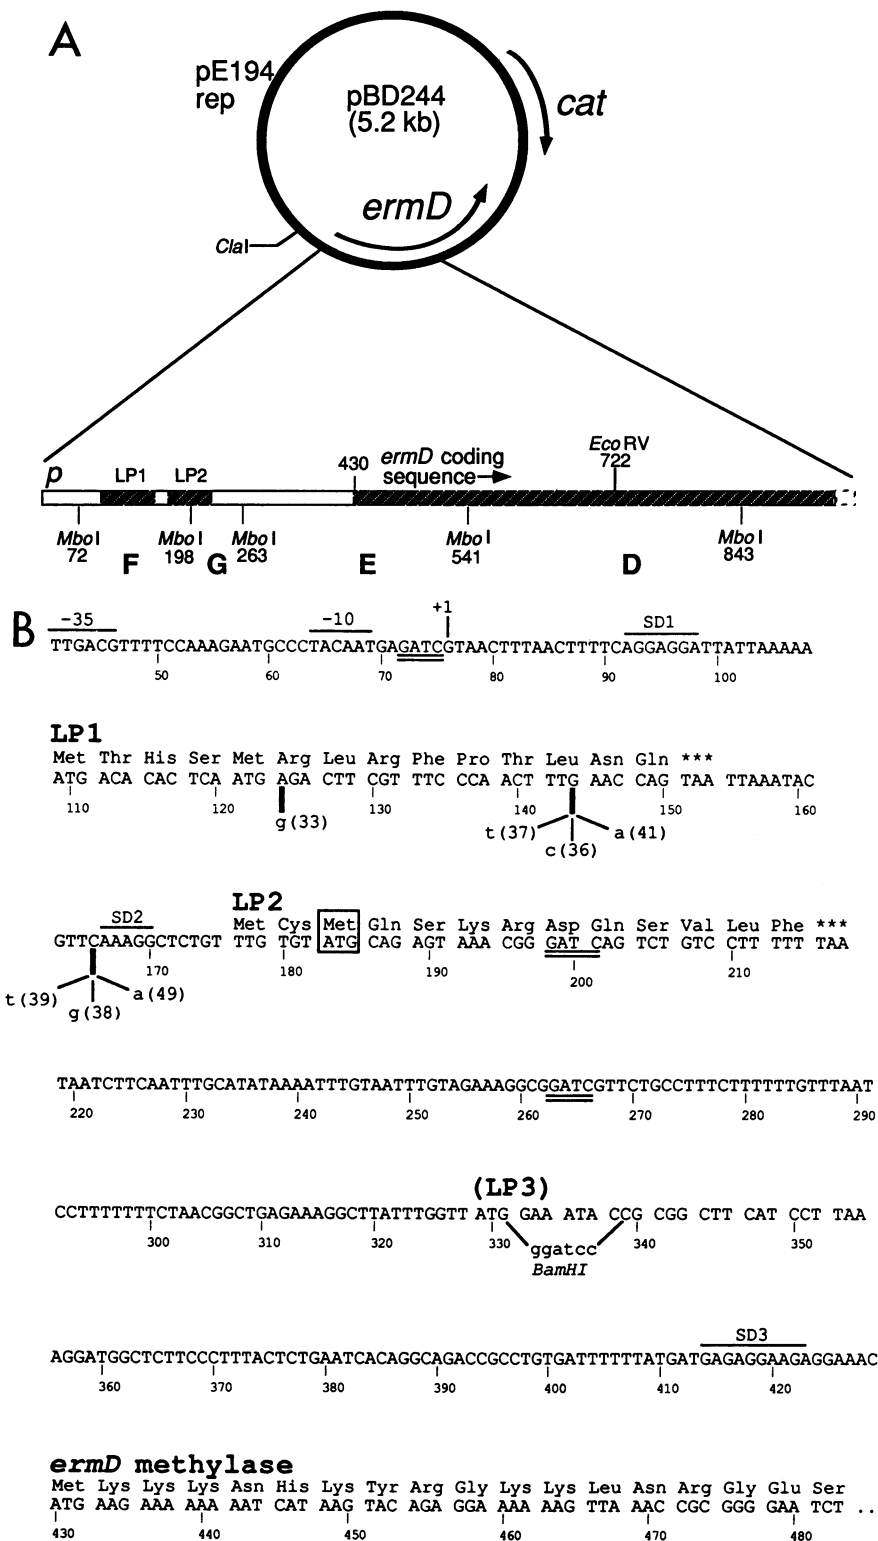 A
pE194
rep
pBD244
(5.2 kb)
cat
ermD
ClaI
p
LP1
LP2
430
ermD coding
sequence
EcoRV
722
MboI
72
MboI
198
MboI
263
MboI
541
MboI
843
F
G
E
D
B
-35
-10
+1
SD1
TTGACGTTTTCCAAAGAATGCCCTACAATGAGATCGTAACTTTAACTTTTCAGGAGGATTATTAAAAA
50 60 70 80 90 100
LP1
Met Thr His Ser Met Arg Leu Arg Phe Pro Thr Leu Asn Gln ***
ATG ACA CAC TCA ATG AGA CTT CGT TTC CCA ACT TTG AAC CAG TAA TTAAATAC
110 120 130 140 150 160
g(33)
t(37) a(41)
c(36)
LP2
SD2
Met Cys Met Gln Ser Lys Arg Asp Gln Ser Val Leu Phe ***
GTTCAAAGGCTCTGT TTG TGT ATG CAG AGT AAA CGG GAT CAG TCT GTC CTT TTT TAA
170 180 190 200 210
t(39) a(49)
g(38)
TAATCTTCAATTTGCATATAAAATTTGTAATTTGTAGAAAGGCGGATCGTTCTGCCTTTCTTTTTTGTTTAAT
220 230 240 250 260 270 280 290
(LP3)
CCTTTTTTTTCTAACGGCTGAGAAAGGCTTATTTGGTT ATG GAA ATA CCG CGG CTT CAT CCT TAA
300 310 320 330 340 350
ggatcc
BamHI
SD3
AGGATGGCTCTTCCCTTTACTCTGAATCACAGGCAGACCGCCTGTGATTTTTTATGATGAGAGGAAGAGGAAAC
360 370 380 390 400 410 420
ermD methylase
Met Lys Lys Lys Asn His Lys Tyr Arg Gly Lys Lys Leu Asn Arg Gly Glu Ser
ATG AAG AAA AAA AAT CAT AAG TAC AGA GGA AAA AAG TTA AAC CGC GGG GAA TCT ..
430 440 450 460 470 480